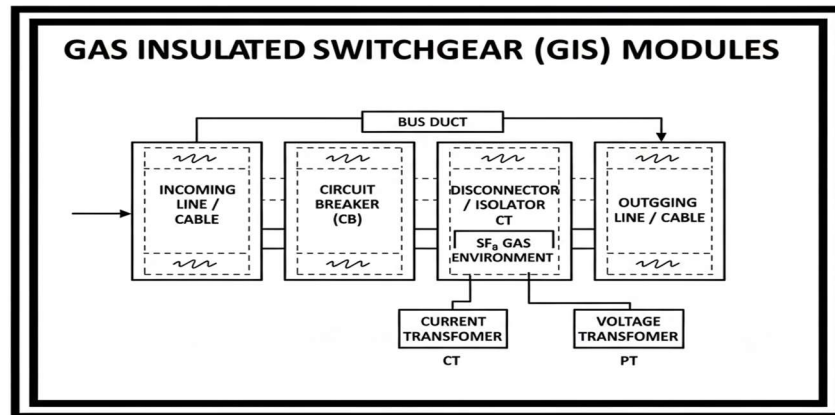 GAS INSULATED SWITCHGEAR (GIS) MODULES
BUS DUCT
INCOMING
LINE /
CABLE
CIRCUIT
BREAKER
(CB)
DISCONNECTOR
/ ISOLATOR
CT
SFₐ GAS
ENVIRONMENT
OUTGGING
LINE / CABLE
CURRENT
TRANSFOMER
CT
VOLTAGE
TRANSFOMER
PT